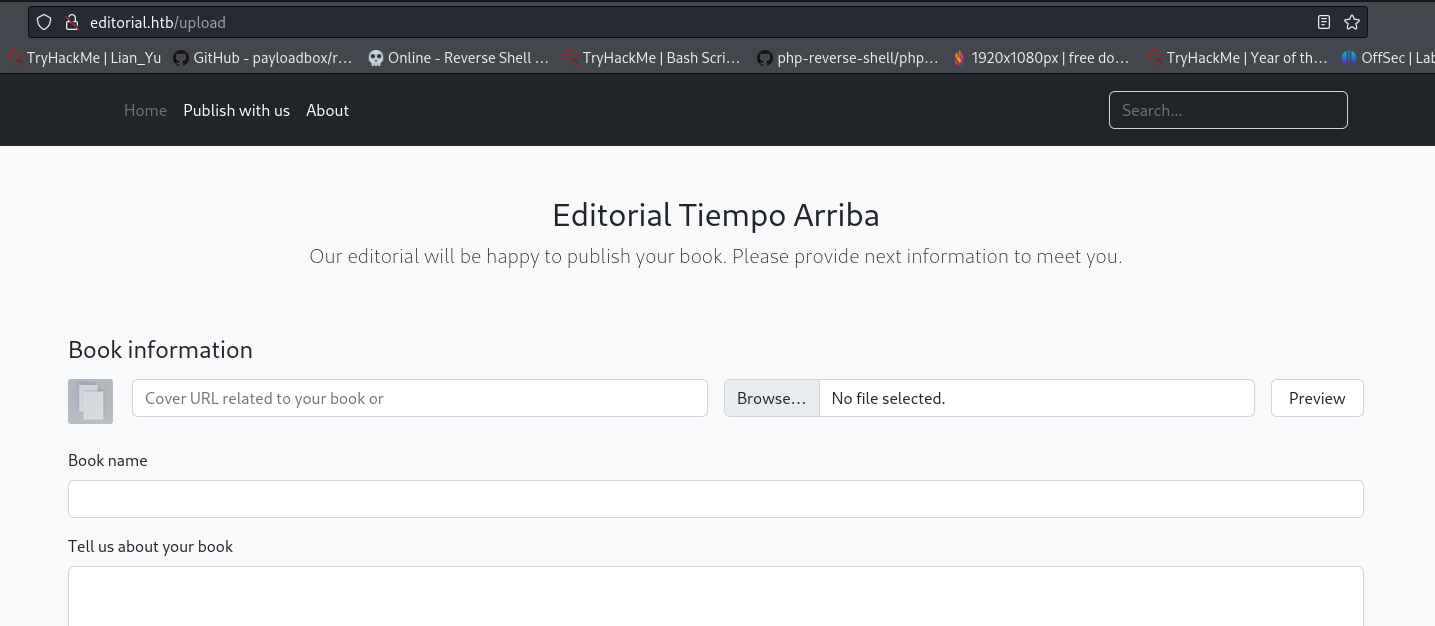 editorial.htb/upload
TryHackMe | Lian_Yu GitHub - payloadbox/r... Online - Reverse Shell ... TryHackMe | Bash Scri... php-reverse-shell/php... 1920x1080px | free do... TryHackMe | Year of th... OffSec | Lab
Home Publish with us About Search...
Editorial Tiempo Arriba
Our editorial will be happy to publish your book. Please provide next information to meet you.
Book information
Cover URL related to your book or Browse... No file selected. Preview
Book name
Tell us about your book